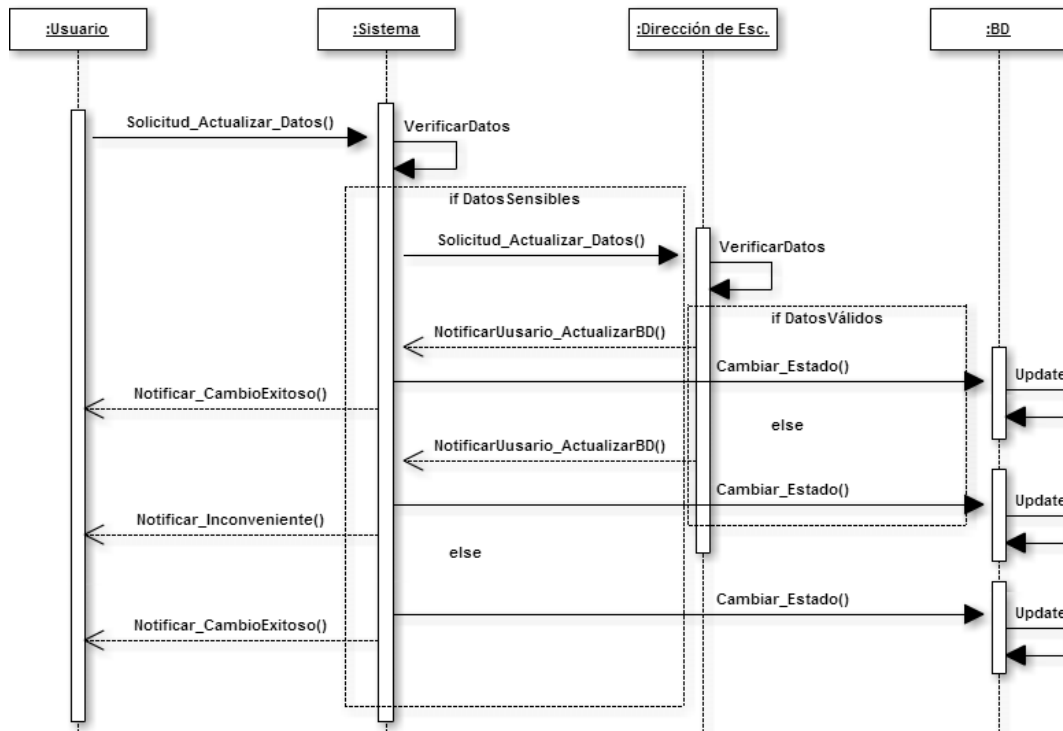 :Usuario
:Sistema
:Dirección de Esc.
:BD
Solicitud_Actualizar_Datos()
VerificarDatos
if DatosSensibles
Solicitud_Actualizar_Datos()
VerificarDatos
if DatosVálidos
NotificarUusario_ActualizarBD()
Cambiar_Estado()
Update
Notificar_CambioExitoso()
else
NotificarUusario_ActualizarBD()
Cambiar_Estado()
Update
Notificar_Inconveniente()
else
Cambiar_Estado()
Update
Notificar_CambioExitoso()